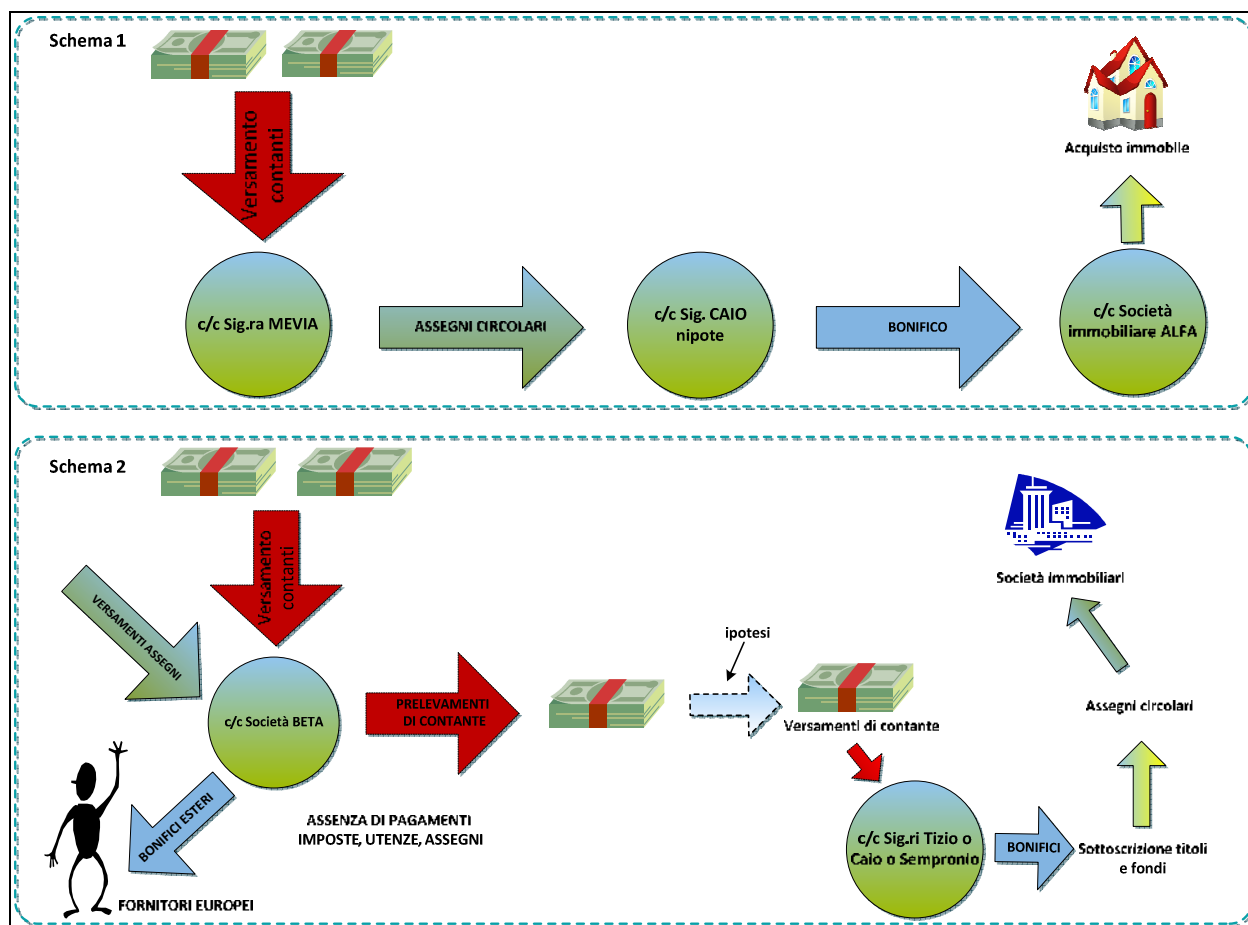 Schema 1
Versamento
contanti
Acquisto immobile
c/c Sig.ra MEVIA
ASSEGNI CIRCOLARI
c/c Sig. CAIO
nipote
BONIFICO
c/c Società
immobiliare ALFA
Schema 2
Versamento
contanti
VERSAMENTI ASSEGNI
c/c Società BETA
PRELEVAMENTI
DI CONTANTE
ipotesi
Versamenti di contante
Società immobiliari
Assegni circolari
BONIFICI ESTERI
FORNITORI EUROPEI
ASSENZA DI PAGAMENTI
IMPOSTE, UTENZE, ASSEGNI
c/c Sig.ri Tizio o
Caio o Sempronio
BONIFICI
Sottoscrizione titoli
e fondi